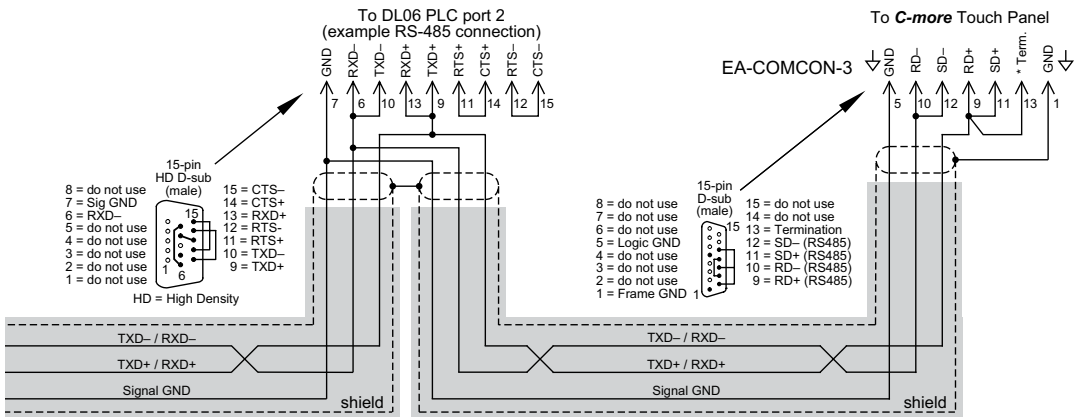 To DL06 PLC port 2
(example RS-485 connection)
GND RXD– TXD– RXD+ TXD+ RTS+ CTS+ RTS– CTS–
7 6 10 13 9 11 14 12 15
To C-more Touch Panel
EA-COMCON-3
GND RD– SD– RD+ SD+ * Term. GND
5 10 12 9 11 13 1
15-pin
HD D-sub
(male)
8 = do not use
7 = Sig GND
6 = RXD–
5 = do not use
4 = do not use
3 = do not use
2 = do not use
1 = do not use
15
1
6
15 = CTS–
14 = CTS+
13 = RXD+
12 = RTS-
11 = RTS+
10 = TXD–
9 = TXD+
HD = High Density
15-pin
D-sub
(male)
8 = do not use
7 = do not use
6 = do not use
5 = Logic GND
4 = do not use
3 = do not use
2 = do not use
1 = Frame GND
15
1
15 = do not use
14 = do not use
13 = Termination
12 = SD– (RS485)
11 = SD+ (RS485)
10 = RD– (RS485)
9 = RD+ (RS485)
TXD– / RXD–
TXD+ / RXD+
Signal GND
shield
TXD– / RXD–
TXD+ / RXD+
Signal GND
shield